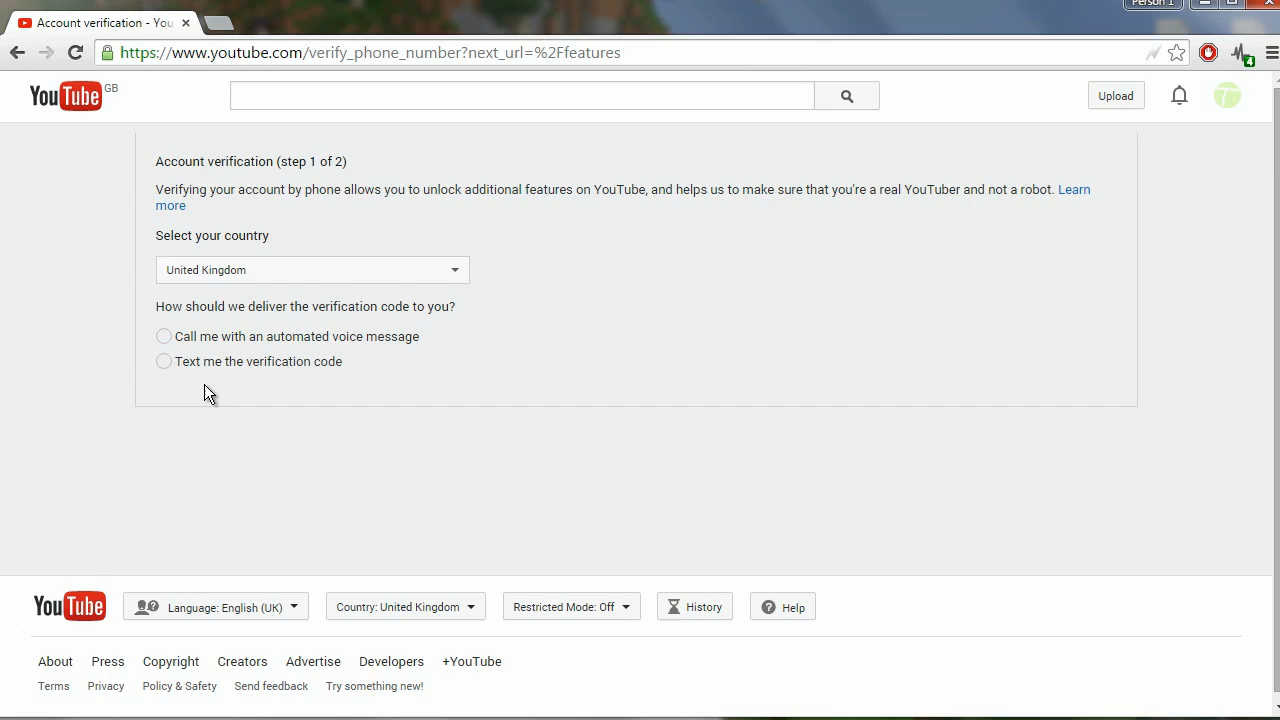 Person 1
Account verification - You
https://www.youtube.com/verify_phone_number?next_url=%2Ffeatures
4
YouTube GB
Upload
T
Account verification (step 1 of 2)
Verifying your account by phone allows you to unlock additional features on YouTube, and helps us to make sure that you're a real YouTuber and not a robot. Learn
more
Select your country
United Kingdom
How should we deliver the verification code to you?
Call me with an automated voice message
Text me the verification code
YouTube
Language: English (UK)
Country: United Kingdom
Restricted Mode: Off
History
Help
About Press Copyright Creators Advertise Developers +YouTube
Terms Privacy Policy & Safety Send feedback Try something new!